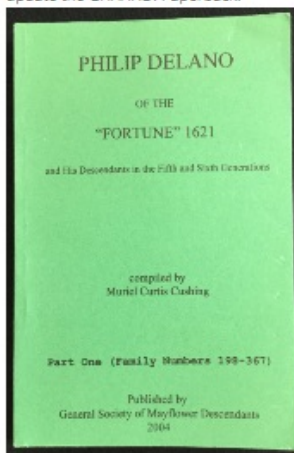 PHILIP DELANO
OF THE
"FORTUNE" 1621
and His Descendants in the Fifth and Sixth Generations
compiled by
Muriel Curtis Cushing
Part One (Family Numbers 198-367)
Published by
General Society of Mayflower Descendants
2004